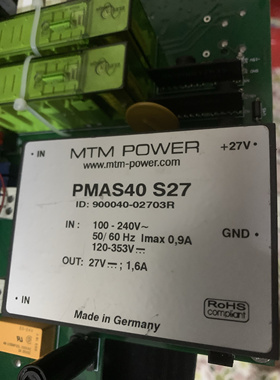 IN
MTM POWER
+27V
www.mtm-power.com
PMAS40 S27
ID: 900040-02703R
IN : 100 - 240V~
50/ 60 Hz Imax 0,9A
120-353V⎓
GND
OUT: 27V⎓ ; 1,6A
IN
RoHS
compliant
Made in Germany